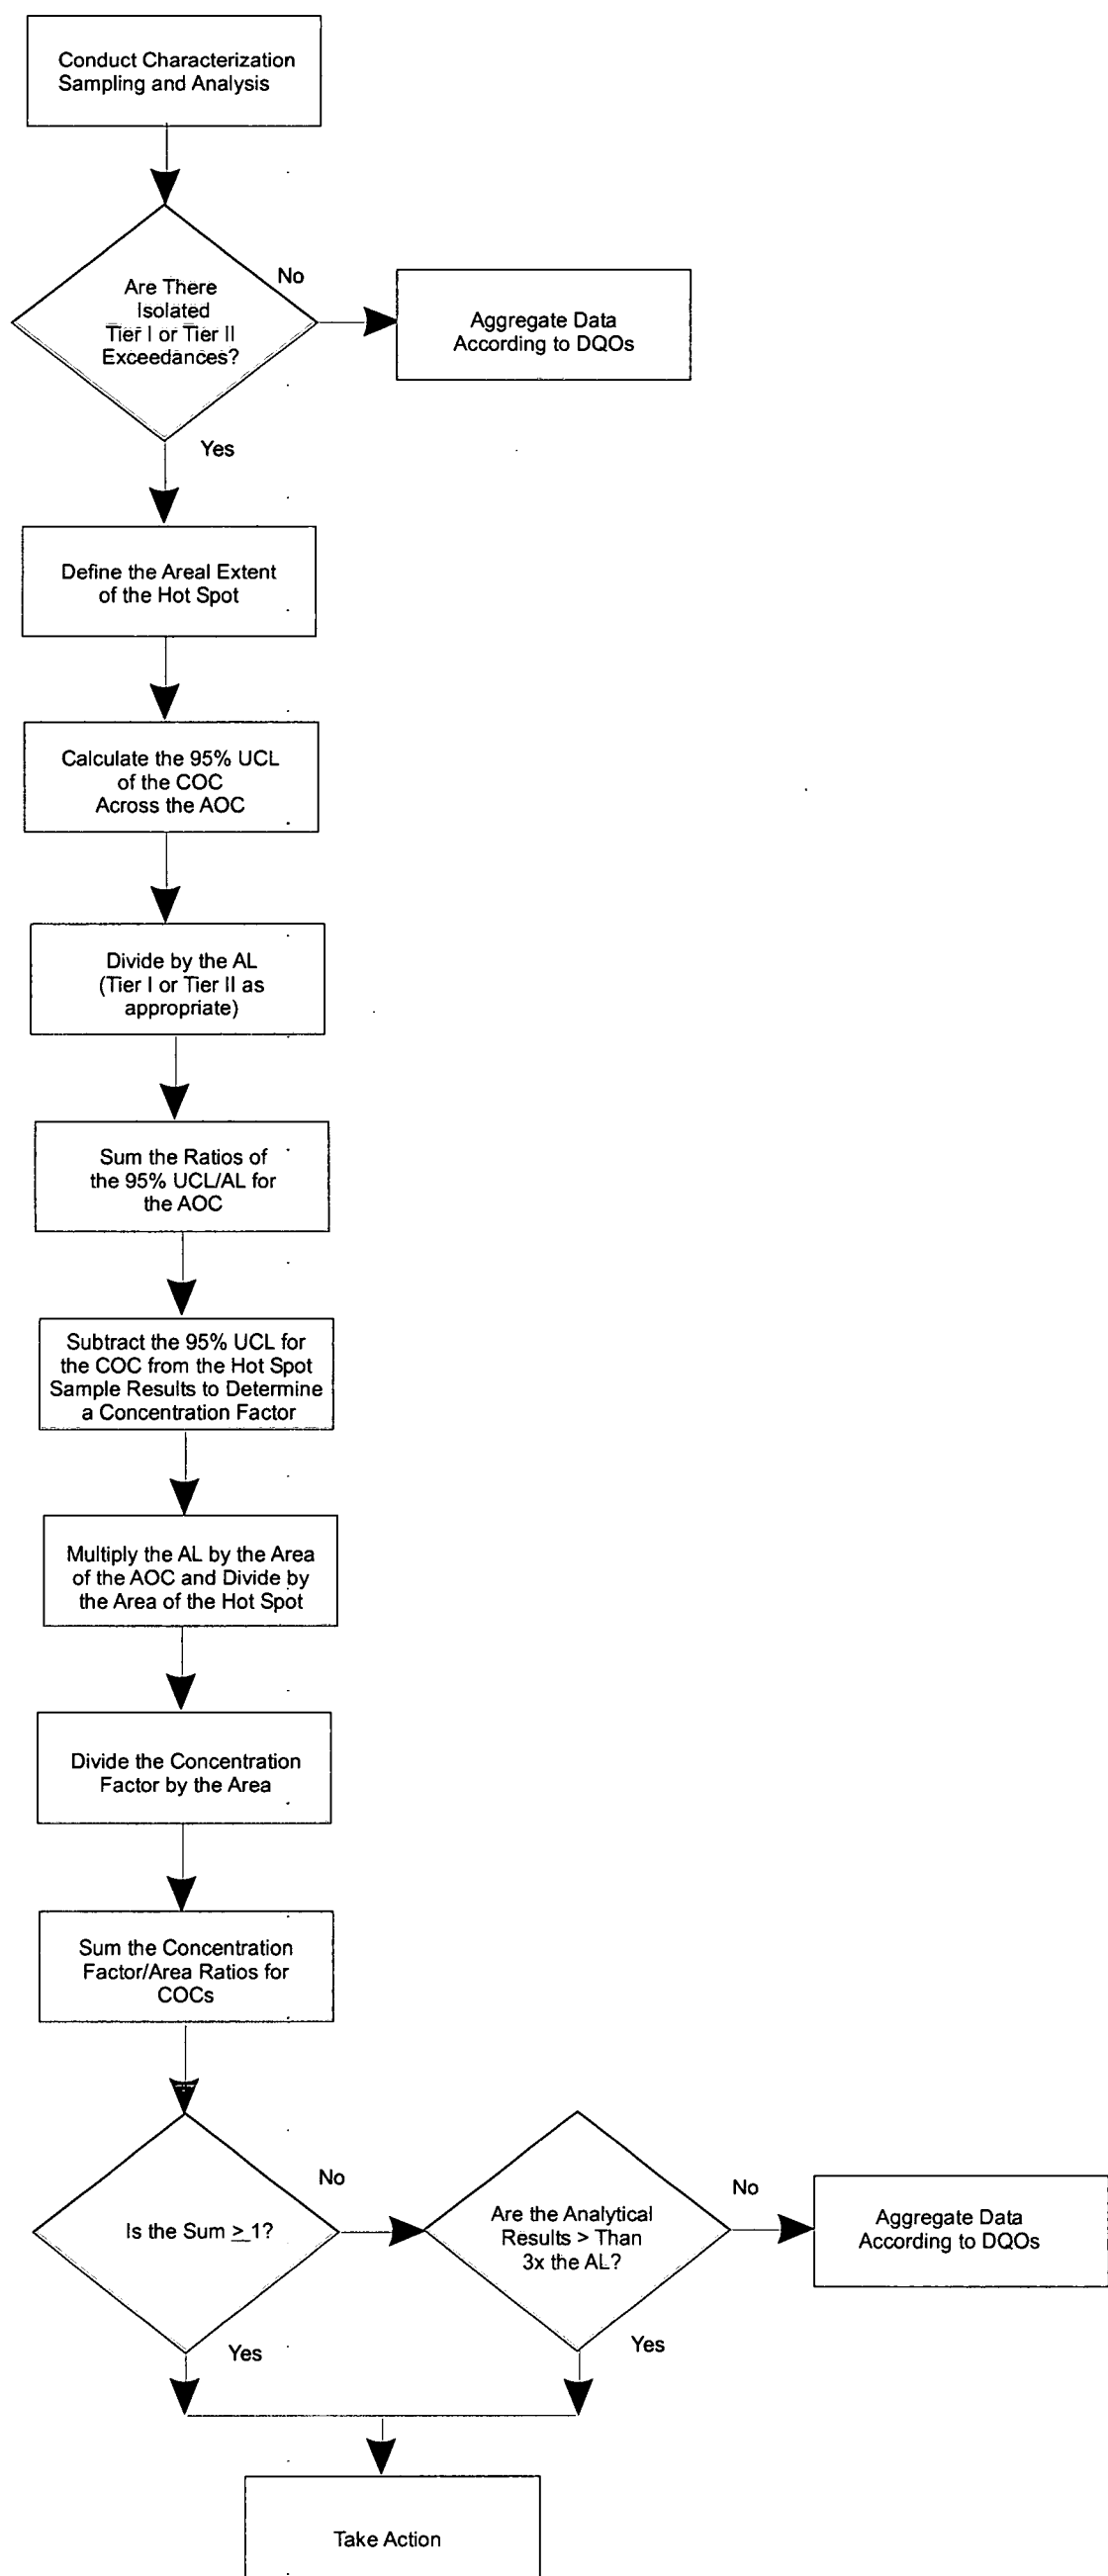 Conduct Characterization
Sampling and Analysis
Are There
Isolated
Tier I or Tier II
Exceedances?
No
Aggregate Data
According to DQOs
Yes
Define the Areal Extent
of the Hot Spot
Calculate the 95% UCL
of the COC
Across the AOC
Divide by the AL
(Tier I or Tier II as
appropriate)
Sum the Ratios of
the 95% UCL/AL for
the AOC
Subtract the 95% UCL for
the COC from the Hot Spot
Sample Results to Determine
a Concentration Factor
Multiply the AL by the Area
of the AOC and Divide by
the Area of the Hot Spot
Divide the Concentration
Factor by the Area
Sum the Concentration
Factor/Area Ratios for
COCs
Is the Sum ≥ 1?
No
Are the Analytical
Results > Than
3x the AL?
No
Aggregate Data
According to DQOs
Yes
Yes
Take Action